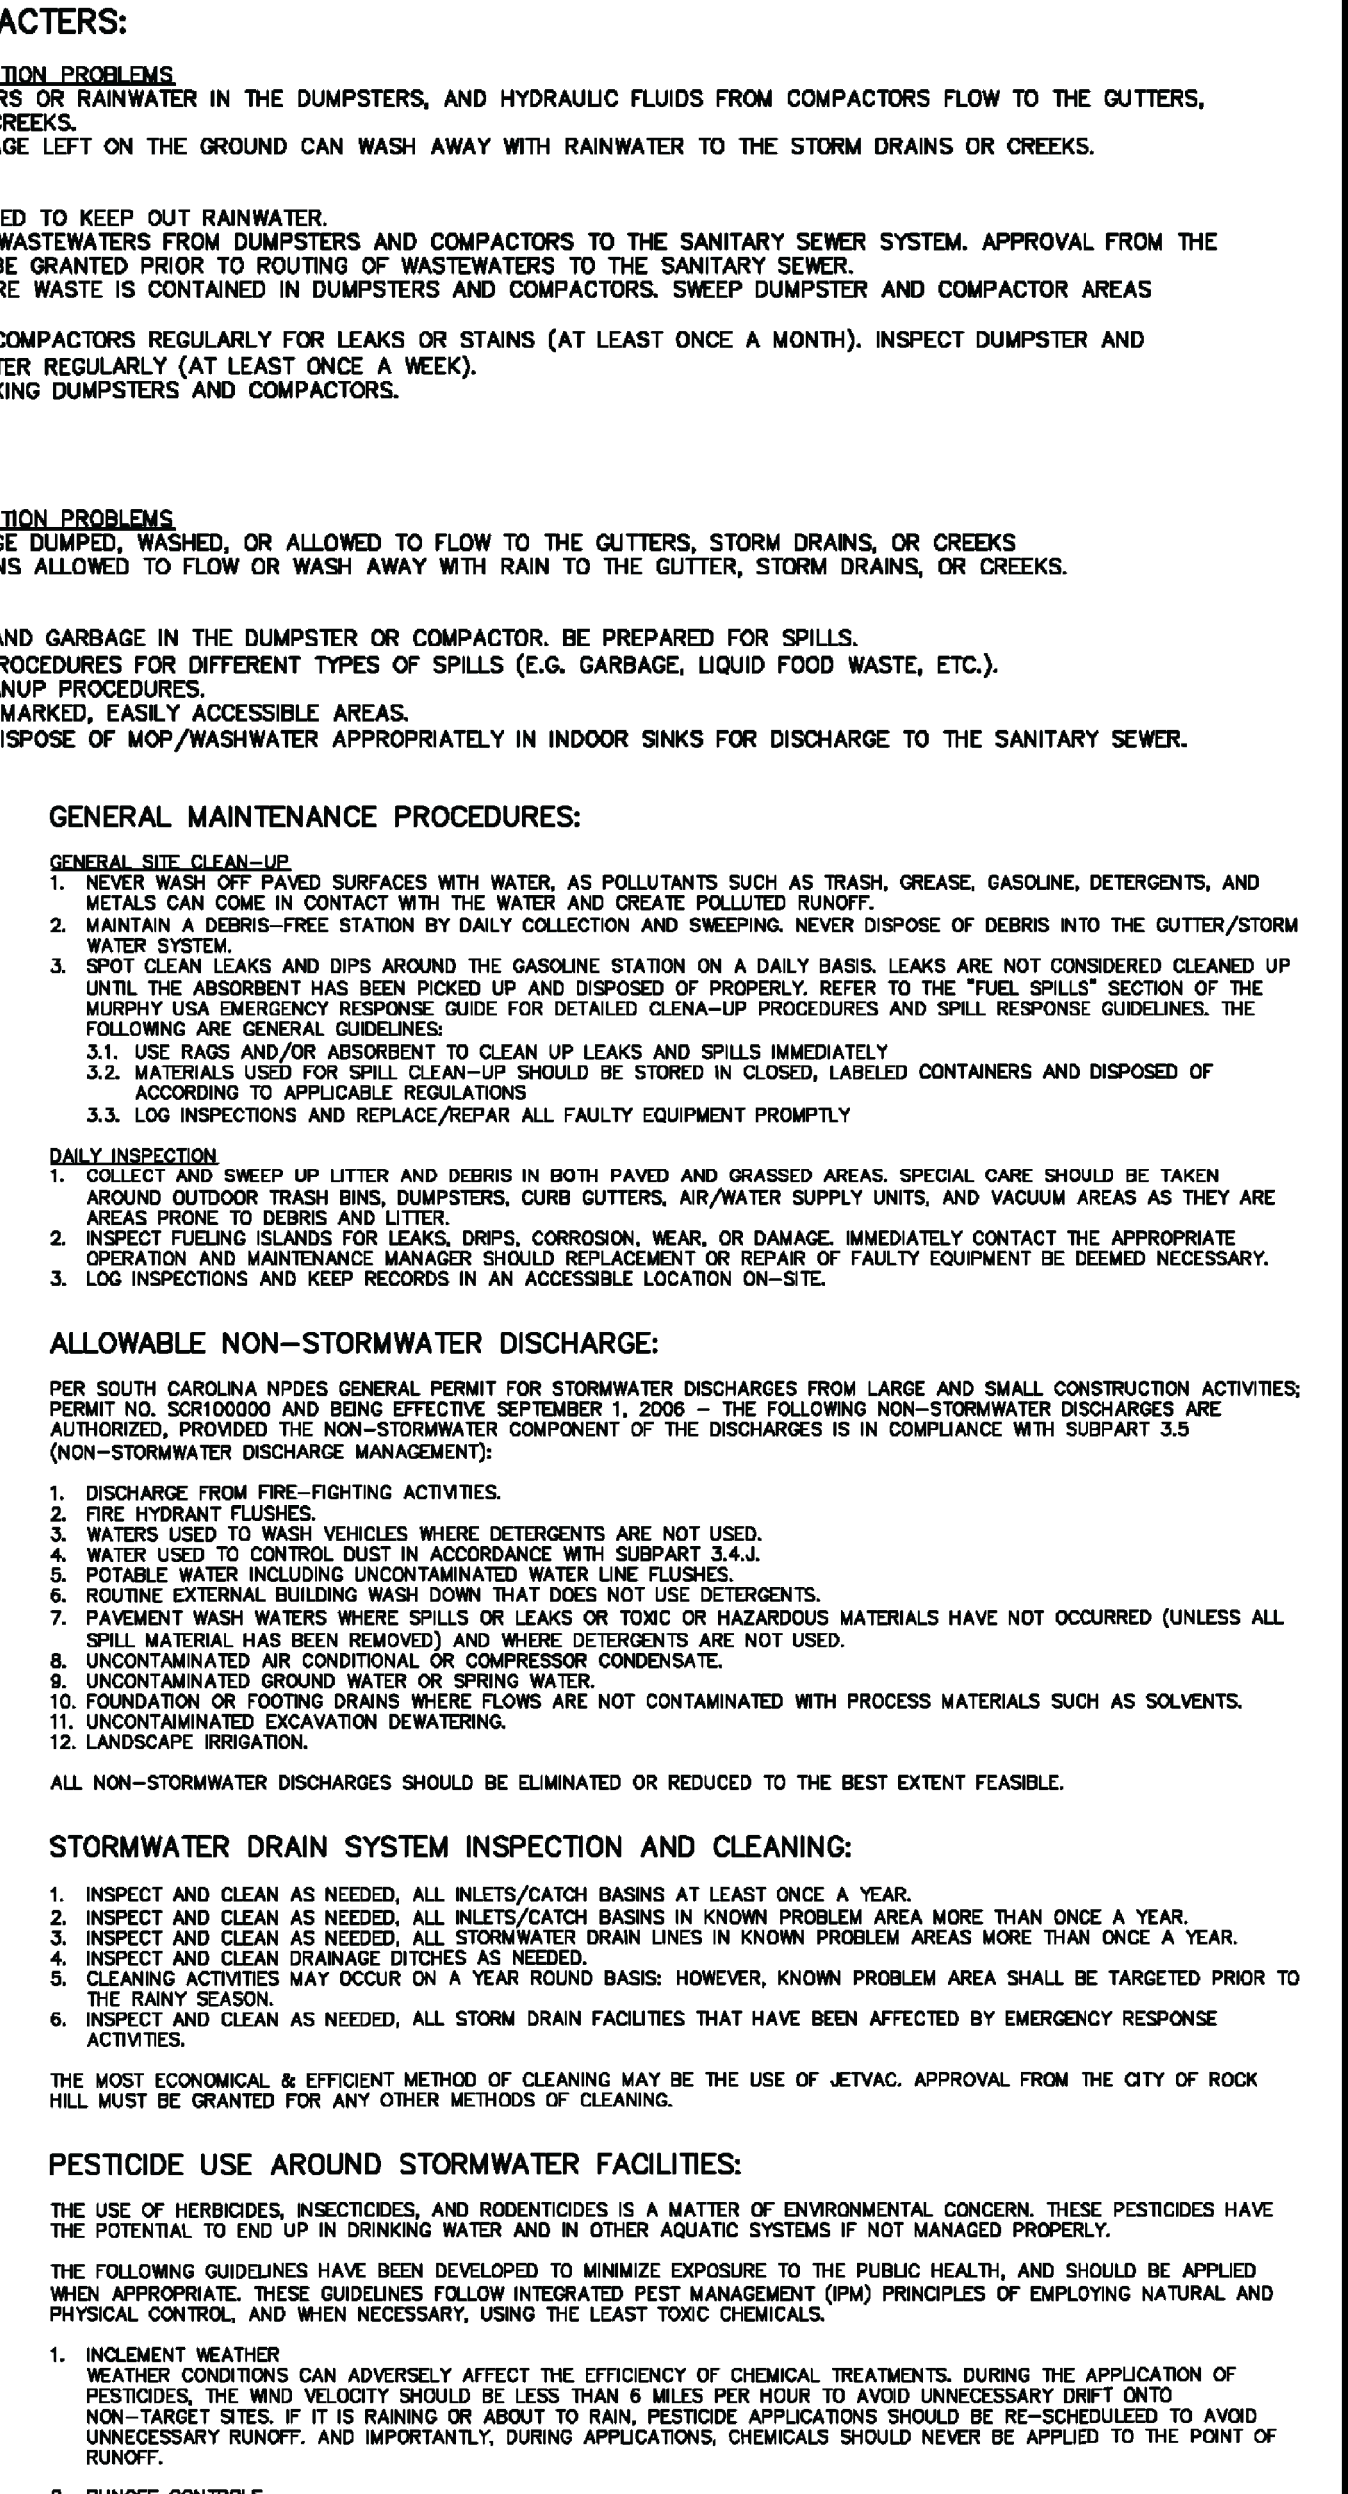 ACTERS:
TION PROBLEMS
RS OR RAINWATER IN THE DUMPSTERS, AND HYDRAULIC FLUIDS FROM COMPACTORS FLOW TO THE GUTTERS,
CREEKS.
GE LEFT ON THE GROUND CAN WASH AWAY WITH RAINWATER TO THE STORM DRAINS OR CREEKS.
ED TO KEEP OUT RAINWATER.
WASTEWATERS FROM DUMPSTERS AND COMPACTORS TO THE SANITARY SEWER SYSTEM. APPROVAL FROM THE
BE GRANTED PRIOR TO ROUTING OF WASTEWATERS TO THE SANITARY SEWER.
RE WASTE IS CONTAINED IN DUMPSTERS AND COMPACTORS. SWEEP DUMPSTER AND COMPACTOR AREAS
COMPACTORS REGULARLY FOR LEAKS OR STAINS (AT LEAST ONCE A MONTH). INSPECT DUMPSTER AND
TER REGULARLY (AT LEAST ONCE A WEEK).
KING DUMPSTERS AND COMPACTORS.
TION PROBLEMS
GE DUMPED, WASHED, OR ALLOWED TO FLOW TO THE GUTTERS, STORM DRAINS, OR CREEKS
NS ALLOWED TO FLOW OR WASH AWAY WITH RAIN TO THE GUTTER, STORM DRAINS, OR CREEKS.
AND GARBAGE IN THE DUMPSTER OR COMPACTOR. BE PREPARED FOR SPILLS.
ROCEDURES FOR DIFFERENT TYPES OF SPILLS (E.G. GARBAGE, LIQUID FOOD WASTE, ETC.).
ANUP PROCEDURES.
MARKED, EASILY ACCESSIBLE AREAS.
ISPOSE OF MOP/WASHWATER APPROPRIATELY IN INDOOR SINKS FOR DISCHARGE TO THE SANITARY SEWER.
GENERAL MAINTENANCE PROCEDURES:
GENERAL SITE CLEAN-UP
1. NEVER WASH OFF PAVED SURFACES WITH WATER, AS POLLUTANTS SUCH AS TRASH, GREASE, GASOLINE, DETERGENTS, AND
METALS CAN COME IN CONTACT WITH THE WATER AND CREATE POLLUTED RUNOFF.
2. MAINTAIN A DEBRIS-FREE STATION BY DAILY COLLECTION AND SWEEPING. NEVER DISPOSE OF DEBRIS INTO THE GUTTER/STORM
WATER SYSTEM.
3. SPOT CLEAN LEAKS AND DIPS AROUND THE GASOLINE STATION ON A DAILY BASIS. LEAKS ARE NOT CONSIDERED CLEANED UP
UNTIL THE ABSORBENT HAS BEEN PICKED UP AND DISPOSED OF PROPERLY. REFER TO THE "FUEL SPILLS" SECTION OF THE
MURPHY USA EMERGENCY RESPONSE GUIDE FOR DETAILED CLENA-UP PROCEDURES AND SPILL RESPONSE GUIDELINES. THE
FOLLOWING ARE GENERAL GUIDELINES:
3.1. USE RAGS AND/OR ABSORBENT TO CLEAN UP LEAKS AND SPILLS IMMEDIATELY
3.2. MATERIALS USED FOR SPILL CLEAN-UP SHOULD BE STORED IN CLOSED, LABELED CONTAINERS AND DISPOSED OF
ACCORDING TO APPLICABLE REGULATIONS
3.3. LOG INSPECTIONS AND REPLACE/REPAR ALL FAULTY EQUIPMENT PROMPTLY
DAILY INSPECTION
1. COLLECT AND SWEEP UP LITTER AND DEBRIS IN BOTH PAVED AND GRASSED AREAS. SPECIAL CARE SHOULD BE TAKEN
AROUND OUTDOOR TRASH BINS, DUMPSTERS, CURB GUTTERS, AIR/WATER SUPPLY UNITS, AND VACUUM AREAS AS THEY ARE
AREAS PRONE TO DEBRIS AND LITTER.
2. INSPECT FUELING ISLANDS FOR LEAKS, DRIPS, CORROSION, WEAR, OR DAMAGE. IMMEDIATELY CONTACT THE APPROPRIATE
OPERATION AND MAINTENANCE MANAGER SHOULD REPLACEMENT OR REPAIR OF FAULTY EQUIPMENT BE DEEMED NECESSARY.
3. LOG INSPECTIONS AND KEEP RECORDS IN AN ACCESSIBLE LOCATION ON-SITE.
ALLOWABLE NON-STORMWATER DISCHARGE:
PER SOUTH CAROLINA NPDES GENERAL PERMIT FOR STORMWATER DISCHARGES FROM LARGE AND SMALL CONSTRUCTION ACTIVITIES;
PERMIT NO. SCR100000 AND BEING EFFECTIVE SEPTEMBER 1, 2006 - THE FOLLOWING NON-STORMWATER DISCHARGES ARE
AUTHORIZED, PROVIDED THE NON-STORMWATER COMPONENT OF THE DISCHARGES IS IN COMPLIANCE WITH SUBPART 3.5
(NON-STORMWATER DISCHARGE MANAGEMENT):
1. DISCHARGE FROM FIRE-FIGHTING ACTIVITIES.
2. FIRE HYDRANT FLUSHES.
3. WATERS USED TO WASH VEHICLES WHERE DETERGENTS ARE NOT USED.
4. WATER USED TO CONTROL DUST IN ACCORDANCE WITH SUBPART 3.4.J.
5. POTABLE WATER INCLUDING UNCONTAMINATED WATER LINE FLUSHES.
6. ROUTINE EXTERNAL BUILDING WASH DOWN THAT DOES NOT USE DETERGENTS.
7. PAVEMENT WASH WATERS WHERE SPILLS OR LEAKS OR TOXIC OR HAZARDOUS MATERIALS HAVE NOT OCCURRED (UNLESS ALL
SPILL MATERIAL HAS BEEN REMOVED) AND WHERE DETERGENTS ARE NOT USED.
8. UNCONTAMINATED AIR CONDITIONAL OR COMPRESSOR CONDENSATE.
9. UNCONTAMINATED GROUND WATER OR SPRING WATER.
10. FOUNDATION OR FOOTING DRAINS WHERE FLOWS ARE NOT CONTAMINATED WITH PROCESS MATERIALS SUCH AS SOLVENTS.
11. UNCONTAIMINATED EXCAVATION DEWATERING.
12. LANDSCAPE IRRIGATION.
ALL NON-STORMWATER DISCHARGES SHOULD BE ELIMINATED OR REDUCED TO THE BEST EXTENT FEASIBLE.
STORMWATER DRAIN SYSTEM INSPECTION AND CLEANING:
1. INSPECT AND CLEAN AS NEEDED, ALL INLETS/CATCH BASINS AT LEAST ONCE A YEAR.
2. INSPECT AND CLEAN AS NEEDED, ALL INLETS/CATCH BASINS IN KNOWN PROBLEM AREA MORE THAN ONCE A YEAR.
3. INSPECT AND CLEAN AS NEEDED, ALL STORMWATER DRAIN LINES IN KNOWN PROBLEM AREAS MORE THAN ONCE A YEAR.
4. INSPECT AND CLEAN DRAINAGE DITCHES AS NEEDED.
5. CLEANING ACTIVITIES MAY OCCUR ON A YEAR ROUND BASIS: HOWEVER, KNOWN PROBLEM AREA SHALL BE TARGETED PRIOR TO
THE RAINY SEASON.
6. INSPECT AND CLEAN AS NEEDED, ALL STORM DRAIN FACILITIES THAT HAVE BEEN AFFECTED BY EMERGENCY RESPONSE
ACTIVITIES.
THE MOST ECONOMICAL & EFFICIENT METHOD OF CLEANING MAY BE THE USE OF JETVAC. APPROVAL FROM THE CITY OF ROCK
HILL MUST BE GRANTED FOR ANY OTHER METHODS OF CLEANING.
PESTICIDE USE AROUND STORMWATER FACILITIES:
THE USE OF HERBICIDES, INSECTICIDES, AND RODENTICIDES IS A MATTER OF ENVIRONMENTAL CONCERN. THESE PESTICIDES HAVE
THE POTENTIAL TO END UP IN DRINKING WATER AND IN OTHER AQUATIC SYSTEMS IF NOT MANAGED PROPERLY.
THE FOLLOWING GUIDELINES HAVE BEEN DEVELOPED TO MINIMIZE EXPOSURE TO THE PUBLIC HEALTH, AND SHOULD BE APPLIED
WHEN APPROPRIATE. THESE GUIDELINES FOLLOW INTEGRATED PEST MANAGEMENT (IPM) PRINCIPLES OF EMPLOYING NATURAL AND
PHYSICAL CONTROL, AND WHEN NECESSARY, USING THE LEAST TOXIC CHEMICALS.
1. INCLEMENT WEATHER
WEATHER CONDITIONS CAN ADVERSELY AFFECT THE EFFICIENCY OF CHEMICAL TREATMENTS. DURING THE APPLICATION OF
PESTICIDES, THE WIND VELOCITY SHOULD BE LESS THAN 6 MILES PER HOUR TO AVOID UNNECESSARY DRIFT ONTO
NON-TARGET SITES. IF IT IS RAINING OR ABOUT TO RAIN, PESTICIDE APPLICATIONS SHOULD BE RE-SCHEDULEED TO AVOID
UNNECESSARY RUNOFF. AND IMPORTANTLY, DURING APPLICATIONS, CHEMICALS SHOULD NEVER BE APPLIED TO THE POINT OF
RUNOFF.